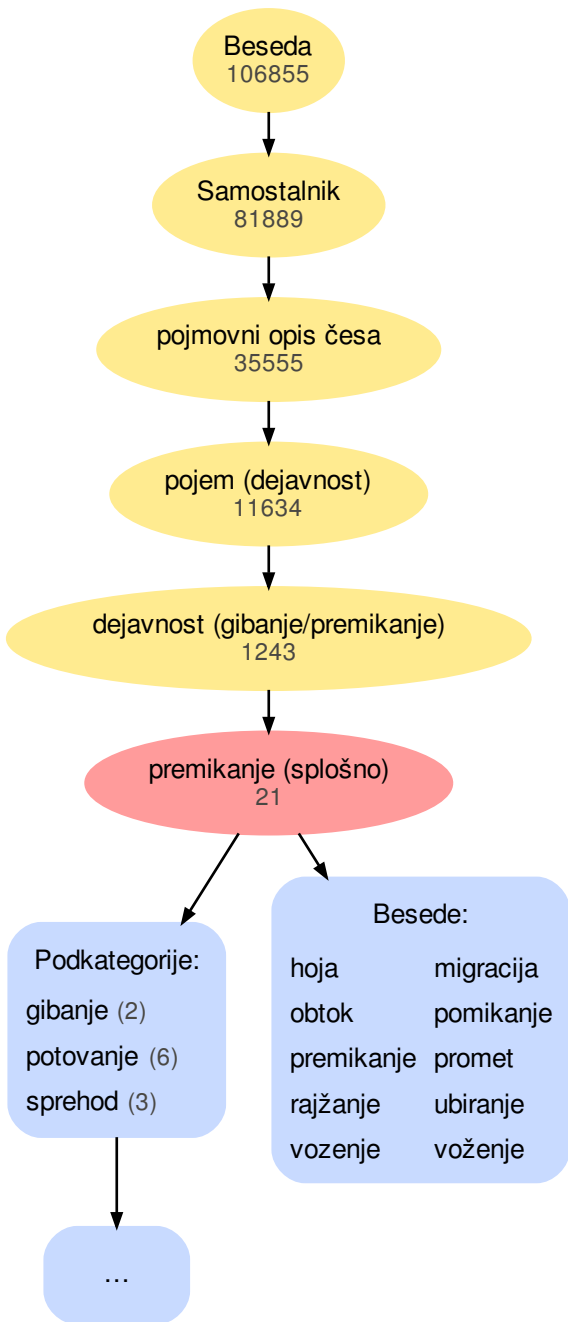 Beseda
106855
Samostalnik
81889
pojmovni opis česa
35555
pojem (dejavnost)
11634
dejavnost (gibanje/premikanje)
1243
premikanje (splošno)
21
Podkategorije:
gibanje (2)
potovanje (6)
sprehod (3)
...
Besede:
hoja migracija
obtok pomikanje
premikanje promet
rajžanje ubiranje
vozenje voženje